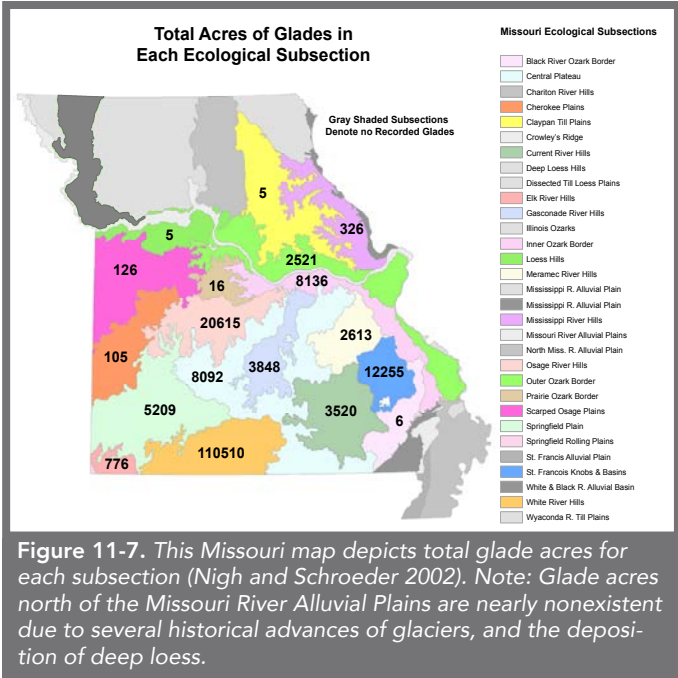 Total Acres of Glades in
Each Ecological Subsection
Missouri Ecological Subsections
Gray Shaded Subsections
Denote no Recorded Glades
5
326
5
2521
126
16
8136
20615
2613
105
8092
3848
12255
5209
3520
6
776
110510
Black River Ozark Border
Central Plateau
Chariton River Hills
Cherokee Plains
Claypan Till Plains
Crowley's Ridge
Current River Hills
Deep Loess Hills
Dissected Till Loess Plains
Elk River Hills
Gasconade River Hills
Illinois Ozarks
Inner Ozark Border
Loess Hills
Meramec River Hills
Mississippi R. Alluvial Plain
Mississippi R. Alluvial Plain
Mississippi River Hills
Missouri River Alluvial Plains
North Miss. R. Alluvial Plain
Osage River Hills
Outer Ozark Border
Prairie Ozark Border
Scarped Osage Plains
Springfield Plain
Springfield Rolling Plains
St. Francis Alluvial Plain
St. Francois Knobs & Basins
White & Black R. Alluvial Basin
White River Hills
Wyaconda R. Till Plains
Figure 11-7. This Missouri map depicts total glade acres for
each subsection (Nigh and Schroeder 2002). Note: Glade acres
north of the Missouri River Alluvial Plains are nearly nonexistent
due to several historical advances of glaciers, and the deposi-
tion of deep loess.